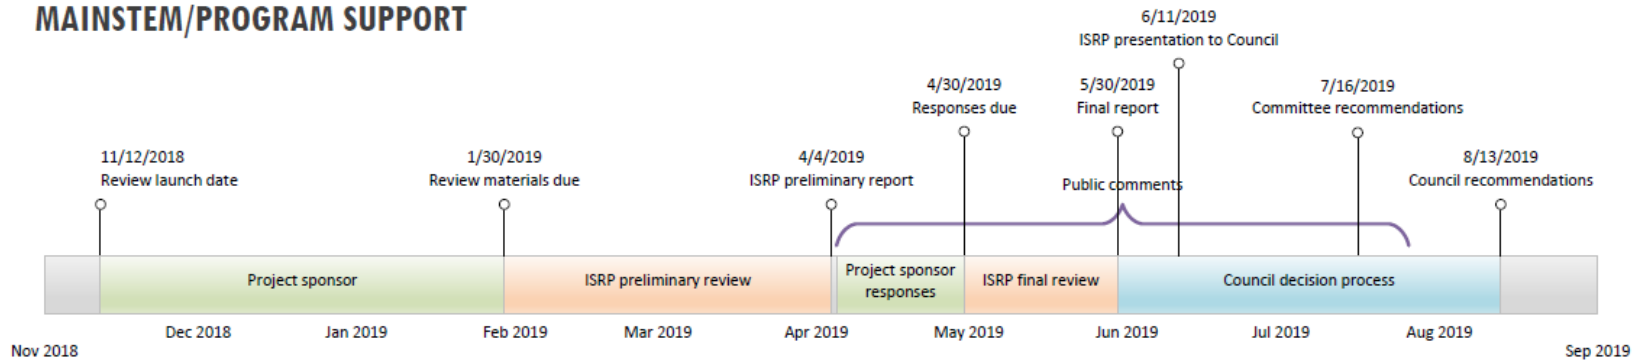 MAINSTEM/PROGRAM SUPPORT
6/11/2019
ISRP presentation to Council
4/30/2019
Responses due
5/30/2019
Final report
7/16/2019
Committee recommendations
11/12/2018
Review launch date
1/30/2019
Review materials due
4/4/2019
ISRP preliminary report
Public comments
8/13/2019
Council recommendations
Project sponsor
ISRP preliminary review
Project sponsor
responses
ISRP final review
Council decision process
Nov 2018
Dec 2018
Jan 2019
Feb 2019
Mar 2019
Apr 2019
May 2019
Jun 2019
Jul 2019
Aug 2019
Sep 2019